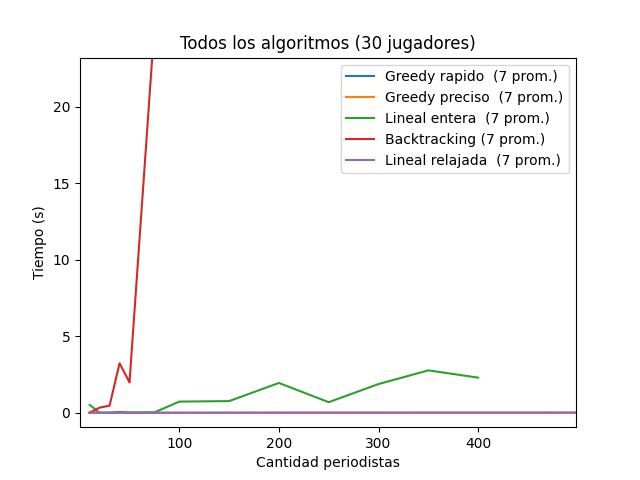 Todos los algoritmos (30 jugadores)
Greedy rapido  (7 prom.)
Greedy preciso  (7 prom.)
Lineal entera  (7 prom.)
Backtracking (7 prom.)
Lineal relajada  (7 prom.)
20
15
10
5
0
Tiempo (s)
100 200 300 400
Cantidad periodistas